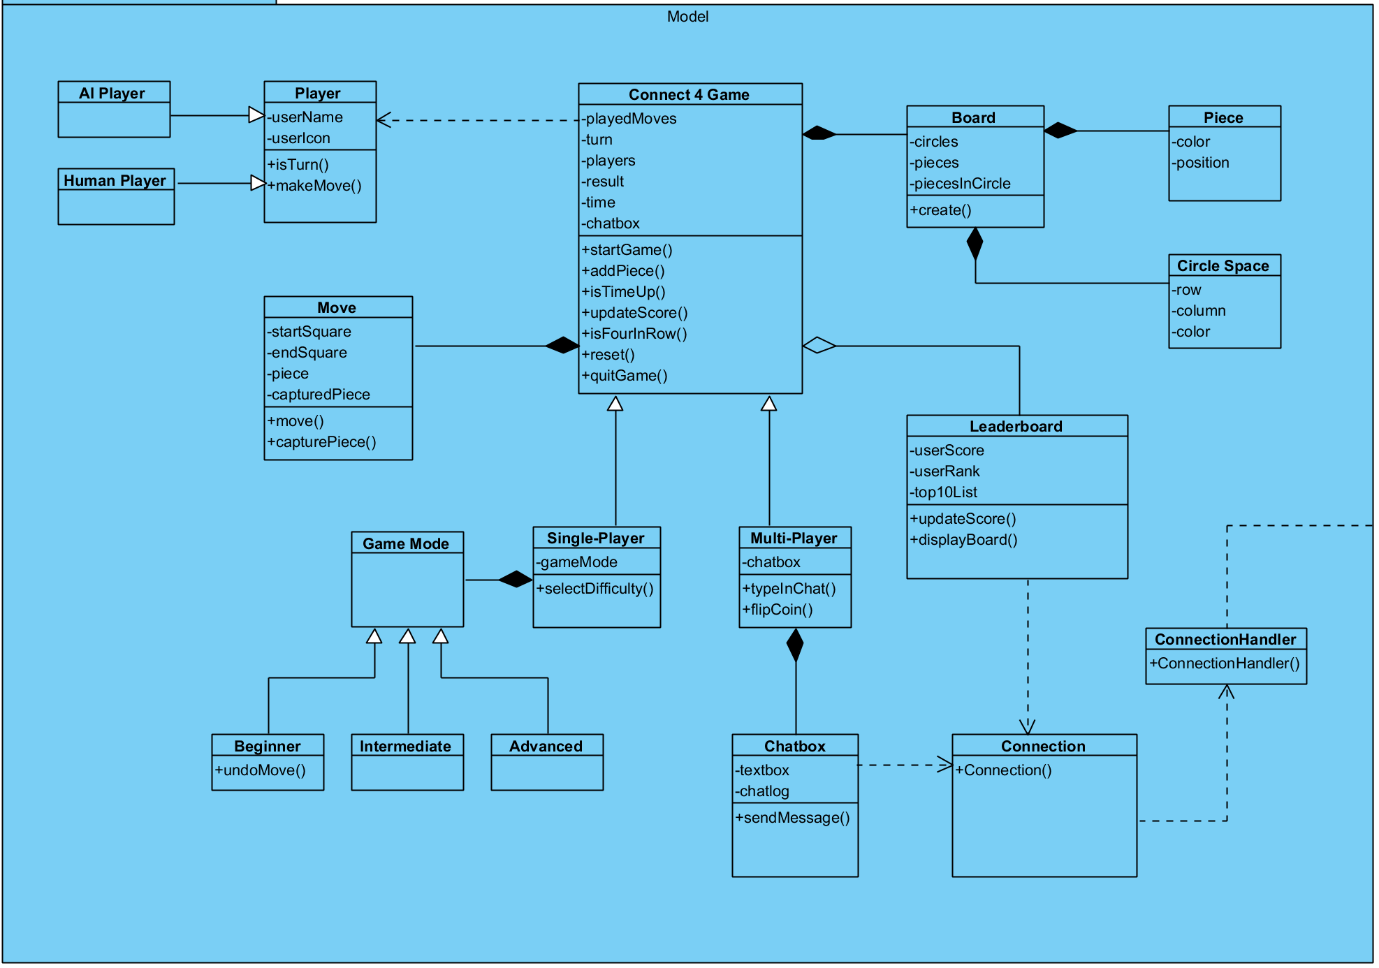 Model
AI Player
Human Player
Player
-userName
-userIcon
+isTurn()
+makeMove()
Connect 4 Game
-playedMoves
-turn
-players
-result
-time
-chatbox
+startGame()
+addPiece()
+isTimeUp()
+updateScore()
+isFourInRow()
+reset()
+quitGame()
Board
-circles
-pieces
-piecesInCircle
+create()
Piece
-color
-position
Circle Space
-row
-column
-color
Move
-startSquare
-endSquare
-piece
-capturedPiece
+move()
+capturePiece()
Leaderboard
-userScore
-userRank
-top10List
+updateScore()
+displayBoard()
Game Mode
Single-Player
-gameMode
+selectDifficulty()
Multi-Player
-chatbox
+typeInChat()
+flipCoin()
ConnectionHandler
+ConnectionHandler()
Beginner
+undoMove()
Intermediate
Advanced
Chatbox
-textbox
-chatlog
+sendMessage()
Connection
+Connection()